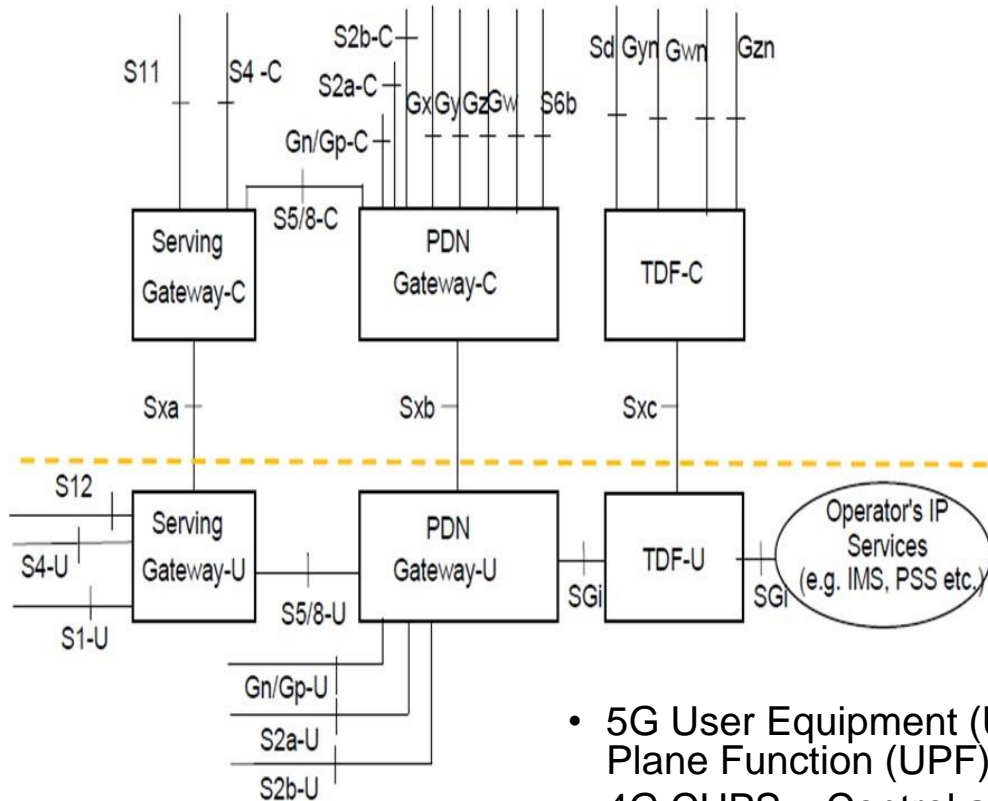 S2b-C
S11
S4 -C
S2a-C
Gn/Gp-C
Gx Gy Gz Gw S6b
Sd Gyn Gwn Gzn
S5/8-C
Serving
Gateway-C
PDN
Gateway-C
TDF-C
Sxa
Sxb
Sxc
S12
S4-U
S1-U
Serving
Gateway-U
S5/8-U
PDN
Gateway-U
SGi
TDF-U
SGi
Operator's IP
Services
(e.g. IMS, PSS etc.)
Gn/Gp-U
S2a-U
S2b-U
• 5G User Equipment (U
Plane Function (UPF)